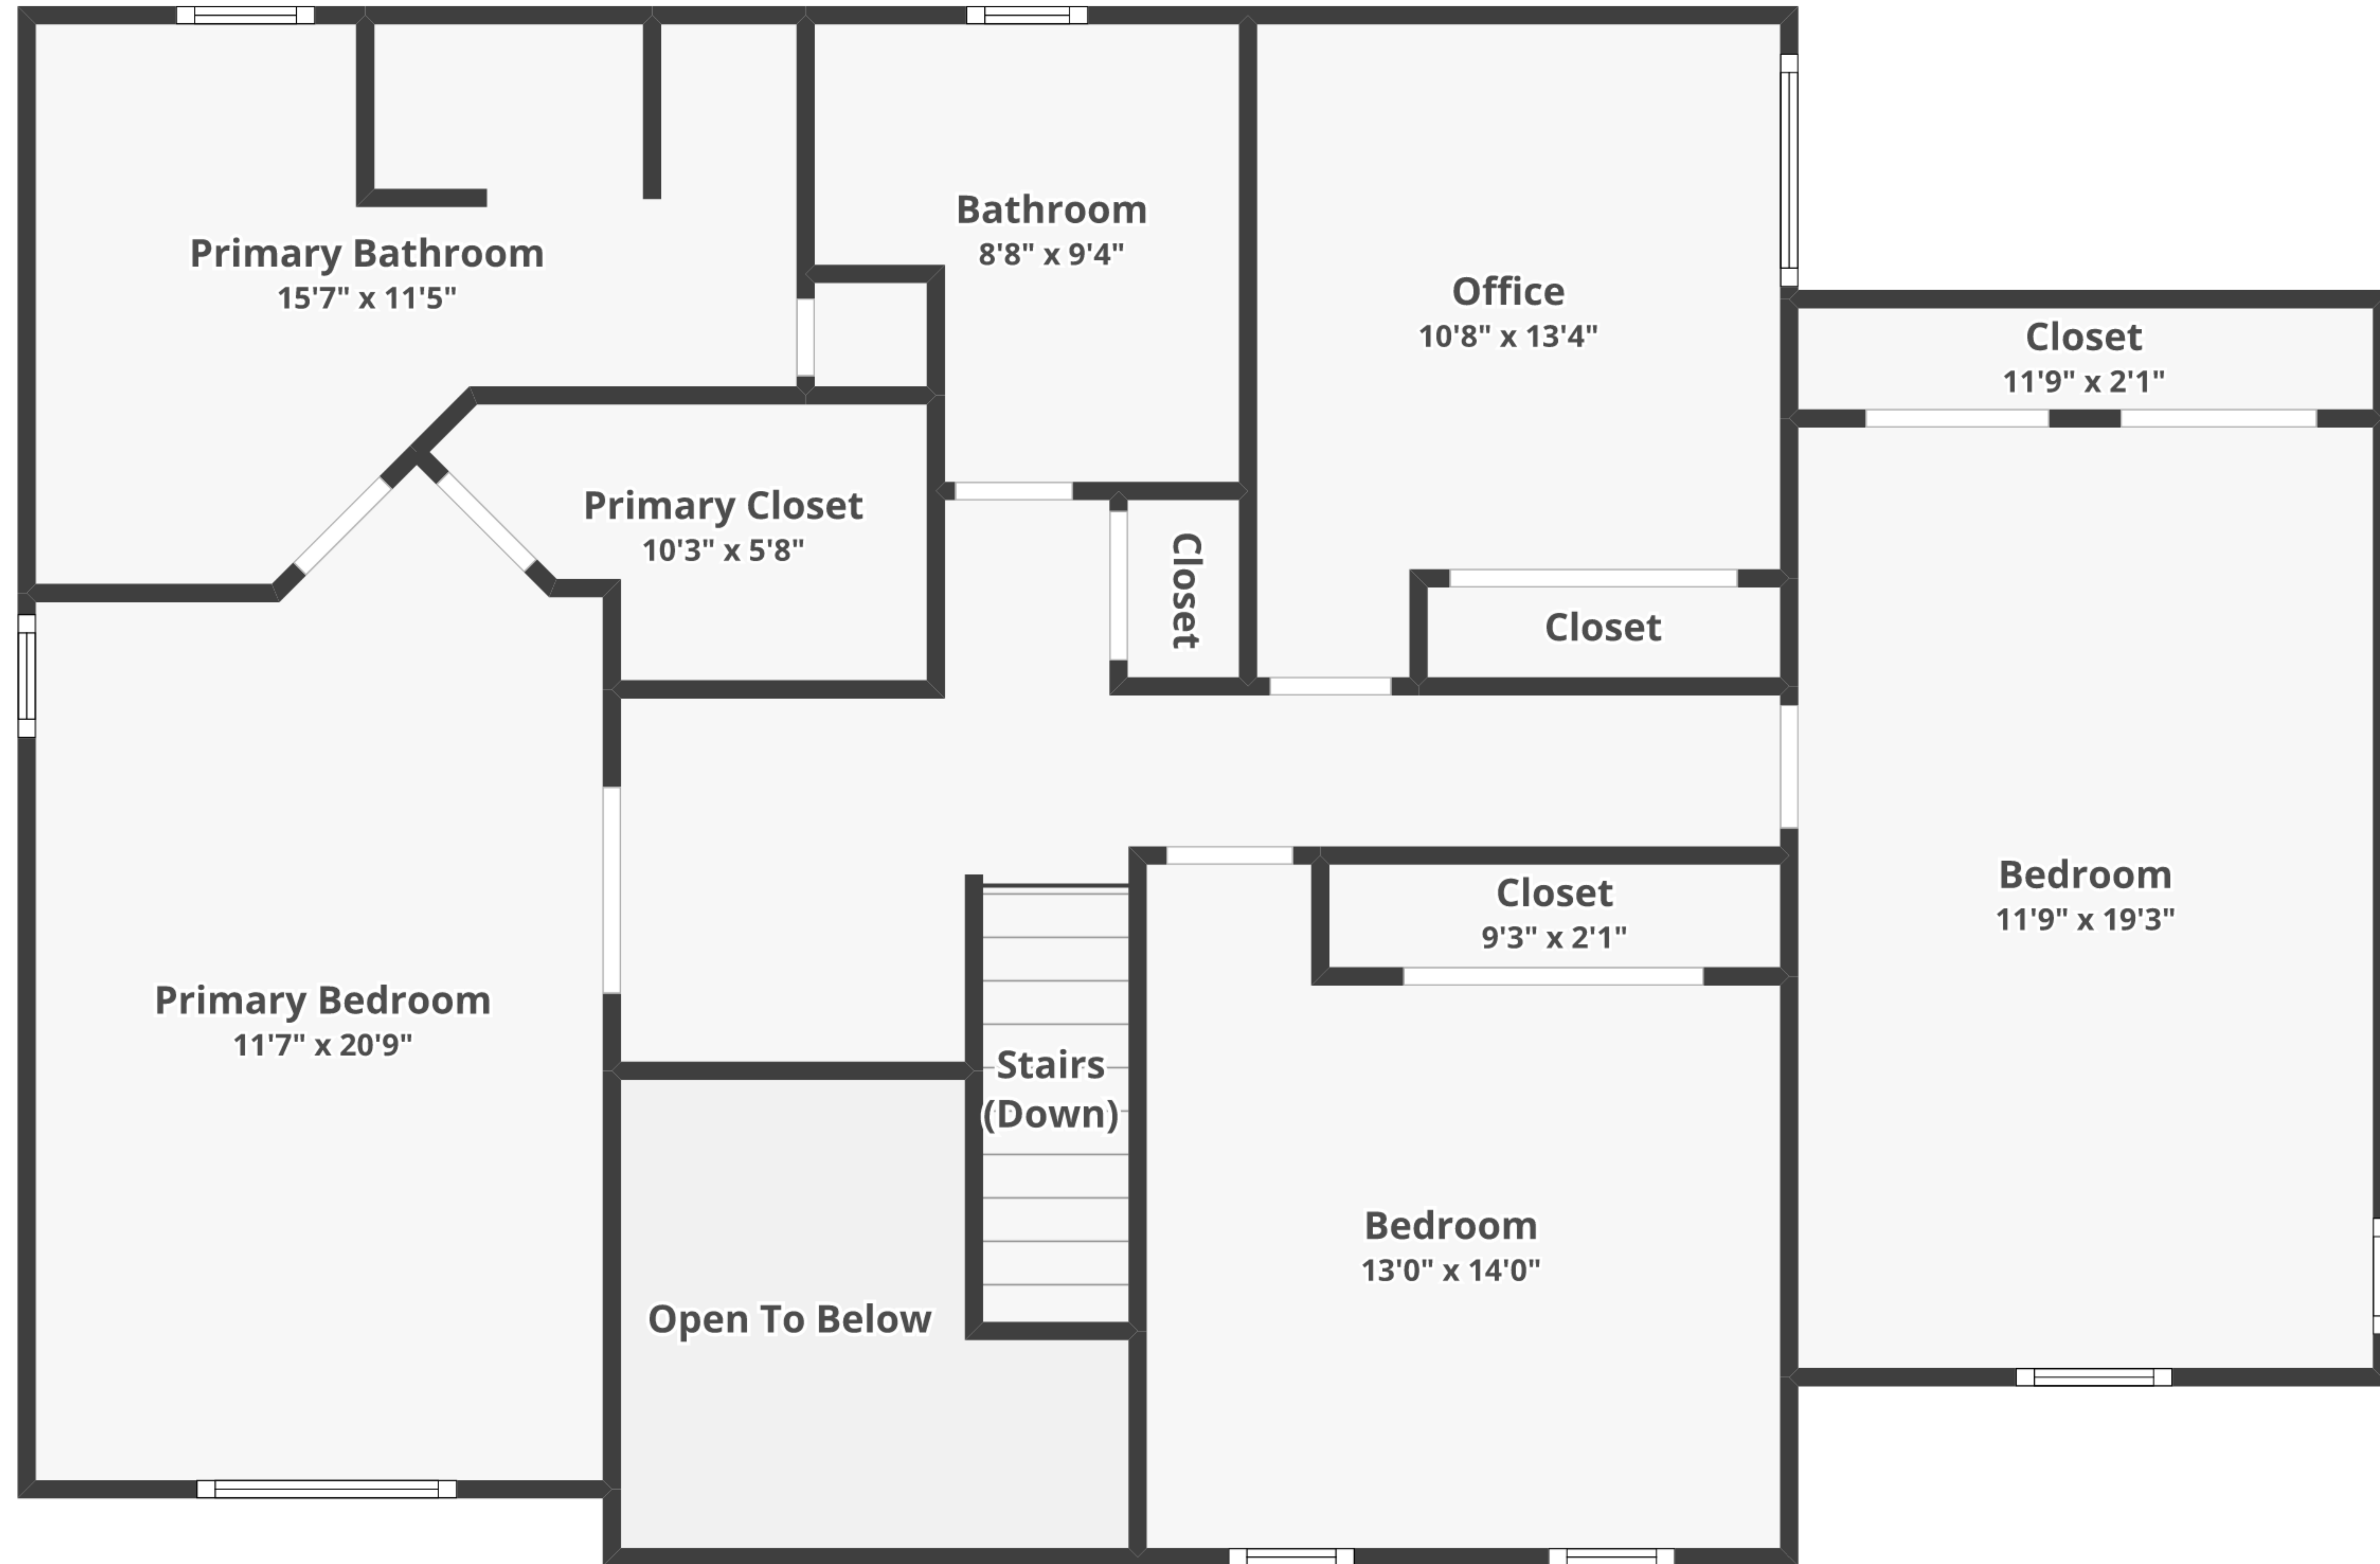 Primary Bathroom
15'7" x 11'5"
Bathroom
8'8" x 9'4"
Office
10'8" x 13'4"
Closet
11'9" x 2'1"
Primary Closet
10'3" x 5'8"
Closet
Closet
Closet
9'3" x 2'1"
Bedroom
11'9" x 19'3"
Primary Bedroom
11'7" x 20'9"
Stairs
(Down)
Bedroom
13'0" x 14'0"
Open To Below